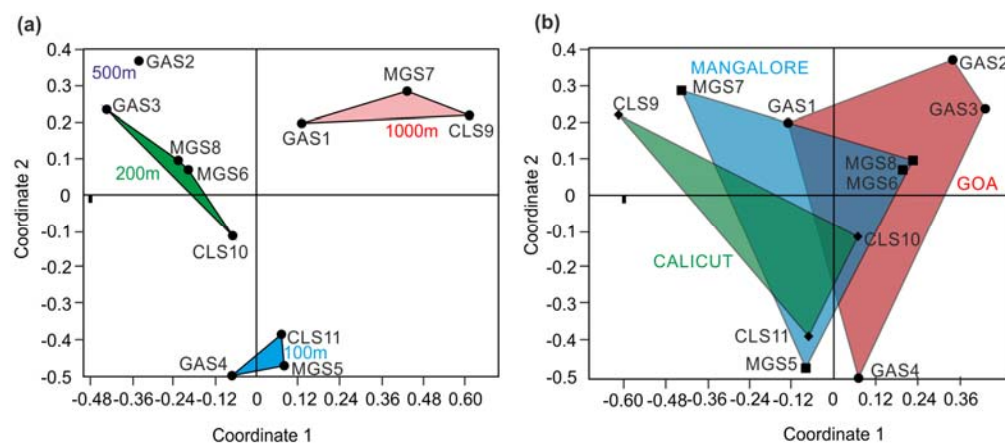 (a)
0.4
0.3
0.2
0.1
0
-0.1
-0.2
-0.3
-0.4
-0.5
Coordinate 2
500m
GAS2
GAS3
MGS8
MGS6
200m
CLS10
MGS7
GAS1
CLS9
1000m
CLS11
100m
GAS4
MGS5
-0.48 -0.36 -0.24 -0.12 0 0.12 0.24 0.36 0.48 0.60
Coordinate 1
(b)
0.4
0.3
0.2
0.1
0
-0.1
-0.2
-0.3
-0.4
-0.5
Coordinate 2
MANGALORE
GAS2
CLS9
MGS7
GAS1
GAS3
MGS8
MGS6
GOA
CLS10
CALICUT
CLS11
MGS5
GAS4
-0.60 -0.48 -0.36 -0.24 -0.12 0 0.12 0.24 0.36
Coordinate 1